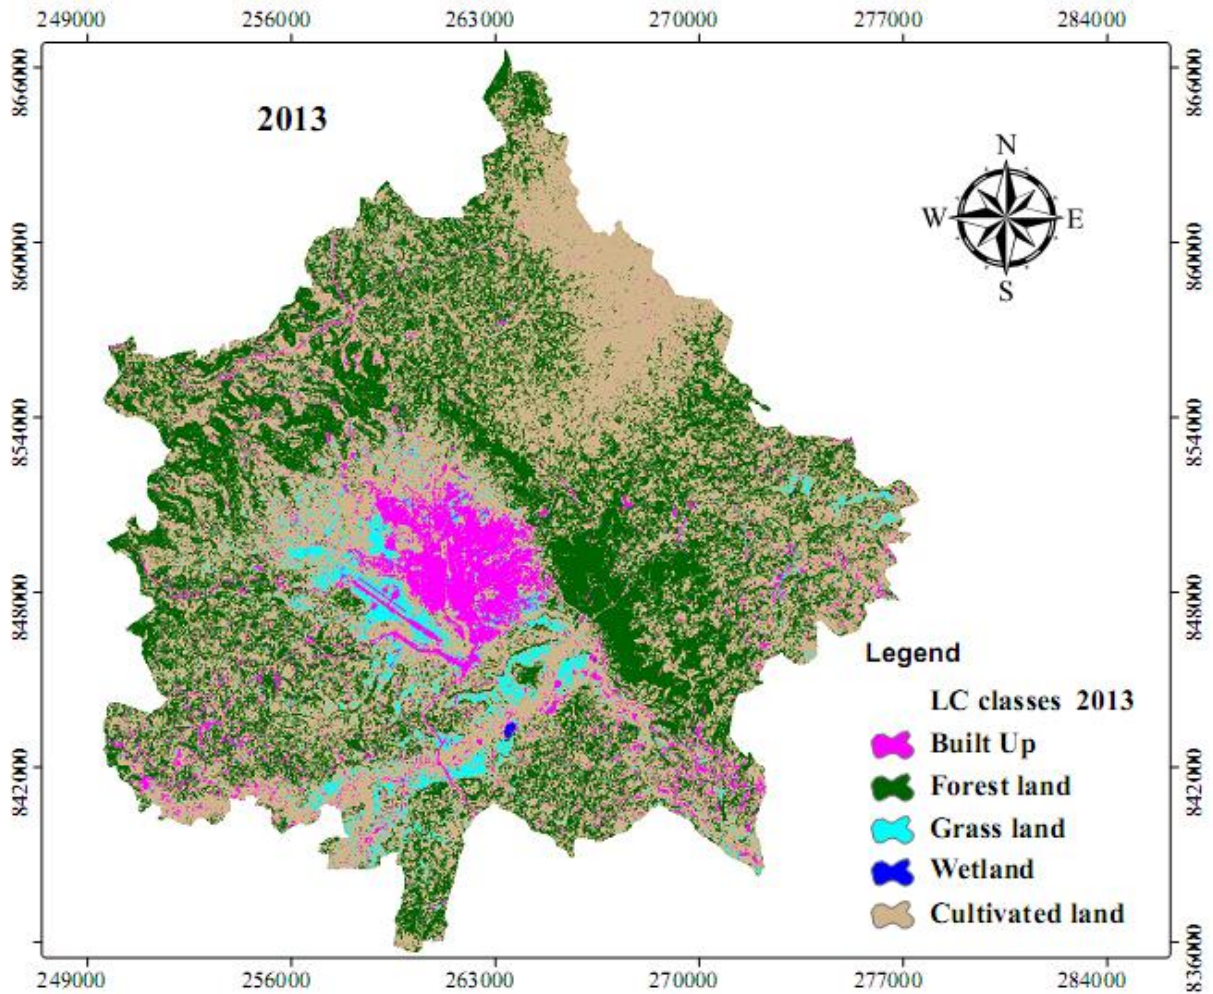 249000 256000 263000 270000 277000 284000
866000 866000
2013
N
W E
S
860000 860000
854000 854000
848000 848000
Legend
LC classes 2013
Built Up
842000 842000
Forest land
Grass land
Wetland
Cultivated land
836000
249000 256000 263000 270000 277000 284000